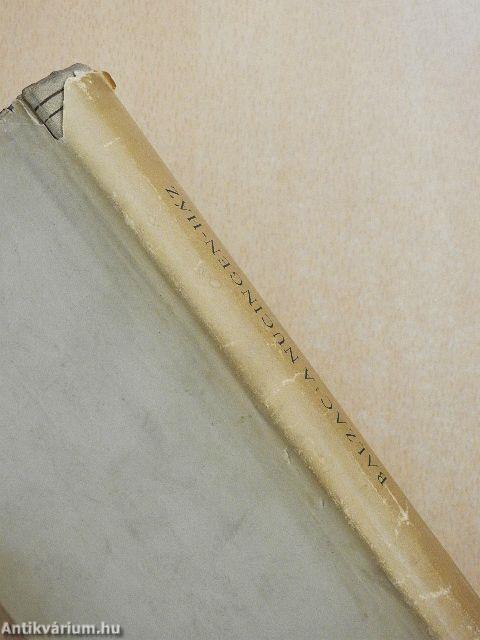 BALZAC: A NUCINGEN-HÁZ
Antikvárium.hu